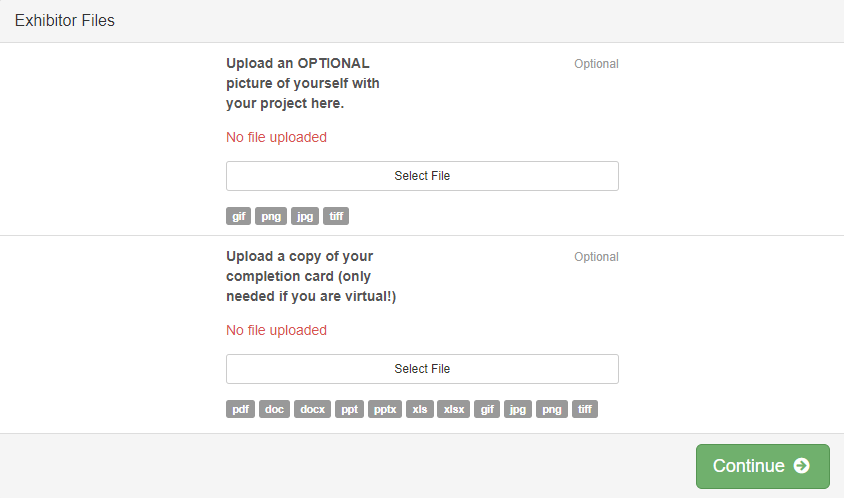 Exhibitor Files
Upload an OPTIONAL Optional
picture of yourself with
your project here.
No file uploaded
Select File
gif png jpg tiff
Upload a copy of your Optional
completion card (only
needed if you are virtual!)
No file uploaded
Select File
pdf doc docx ppt pptx xls xlsx gif jpg png tiff
Continue